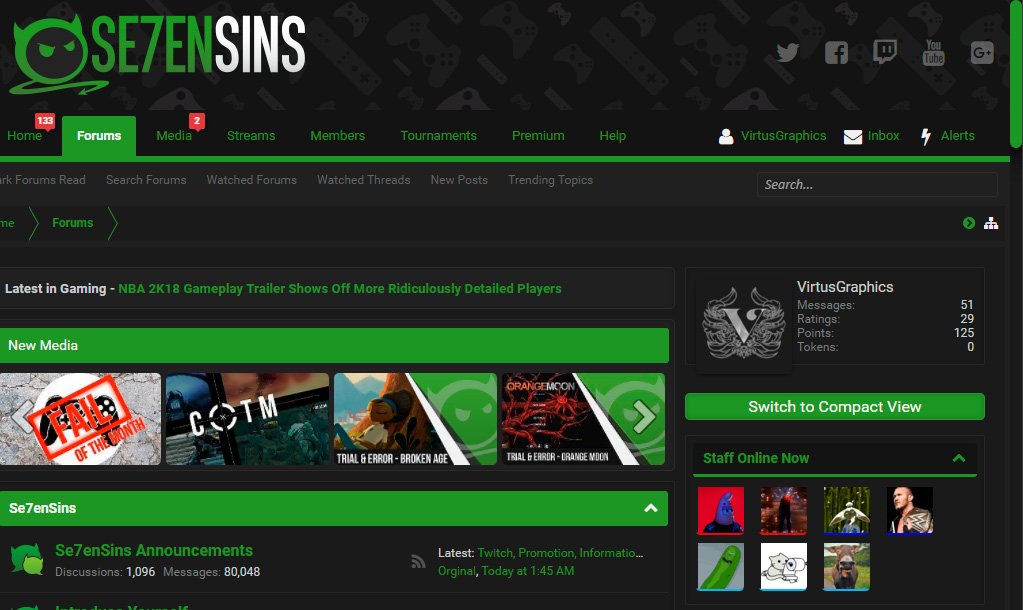 SE7ENSINS
You
Tube
G+
133
2
Home
Forums
Media
Streams
Members
Tournaments
Premium
Help
VirtusGraphics
Inbox
Alerts
ark Forums Read
Search Forums
Watched Forums
Watched Threads
New Posts
Trending Topics
Search...
me
Forums
Latest in Gaming - NBA 2K18 Gameplay Trailer Shows Off More Ridiculously Detailed Players
VirtusGraphics
Messages: 51
Ratings: 29
Points: 125
Tokens: 0
New Media
FAIL
OF THE MONTH
COTM
TRIAL & ERROR - BROKEN AGE
ORANGEMOON
TRIAL & ERROR - ORANGE MOON
Switch to Compact View
Staff Online Now
Se7enSins
Se7enSins Announcements
Discussions: 1,096 Messages: 80,048
Latest: Twitch, Promotion, Informatio...
Orginal, Today at 1:45 AM
Introduce Yourself